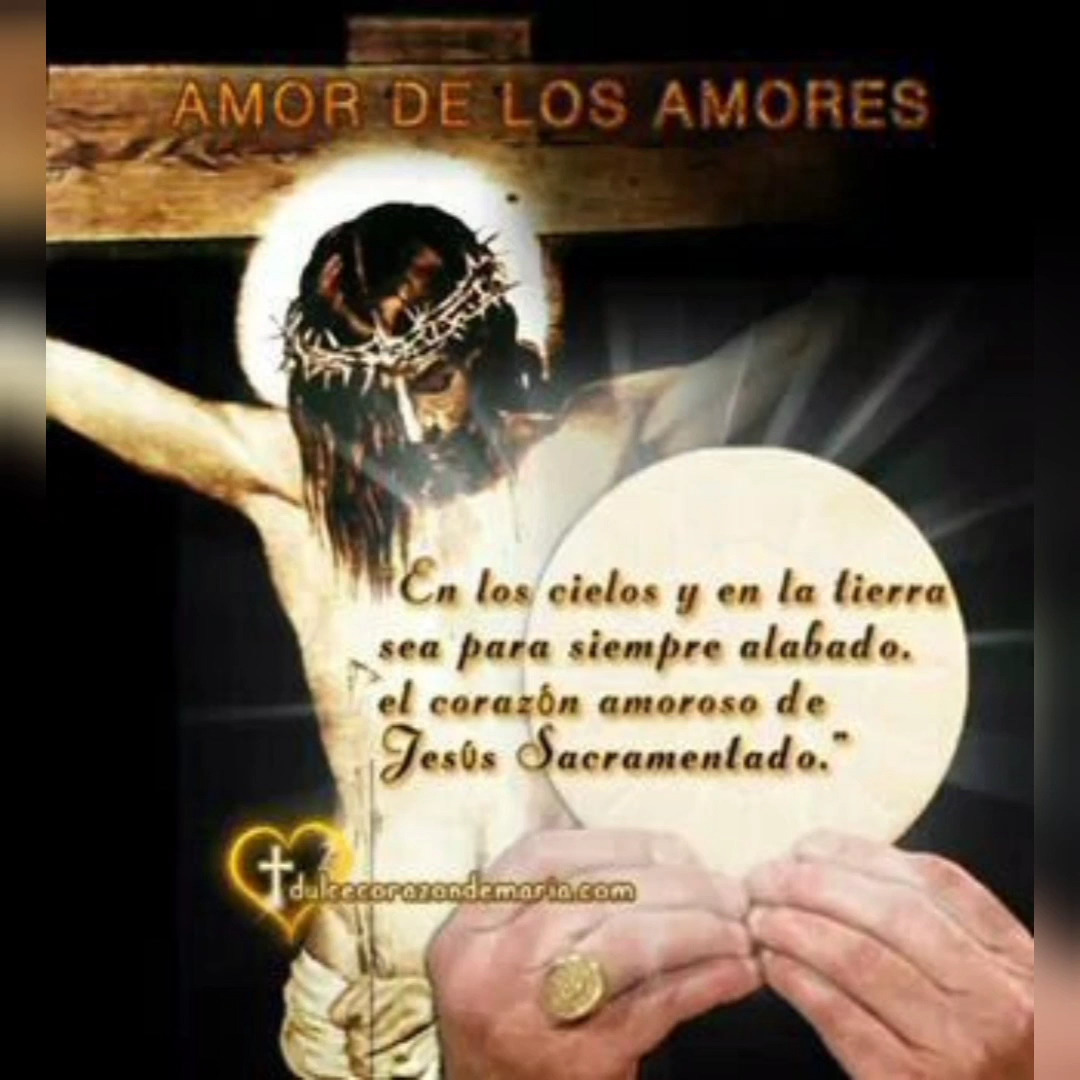 AMOR DE LOS AMORES
"En los cielos y en la tierra
sea para siempre alabado.
el corazón amoroso de
Jesús Sacramentado."
dulcecorazondemaria.com